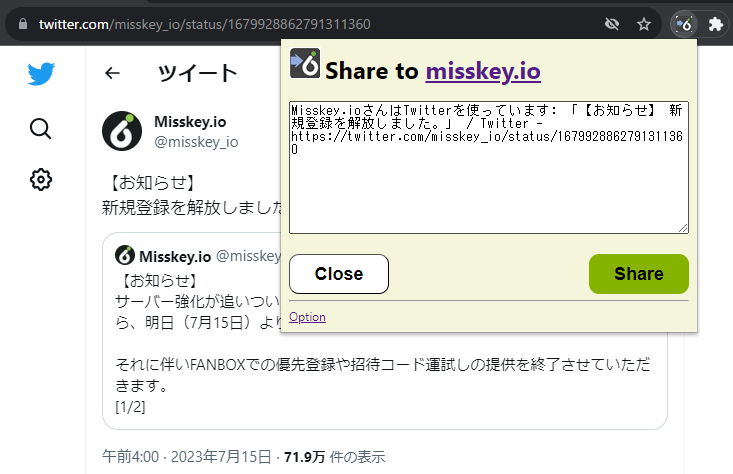 twitter.com/misskey_io/status/1679928862791311360
ツイート
Misskey.io
@misskey_io
【お知らせ】
新規登録を解放しました
Misskey.io @misskey
【お知らせ】
サーバー強化が追いつい
ら、明日（7月15日）より
それに伴いFANBOXでの優先登録や招待コード運試しの提供を終了させていただ
きます。
[1/2]
午前4:00 · 2023年7月15日 · 71.9万 件の表示
Share to misskey.io
Misskey.ioさんはTwitterを使っています: 「【お知らせ】 新
規登録を解放しました。」 / Twitter -
https://twitter.com/misskey_io/status/167992886279131136
0
Close
Share
Option